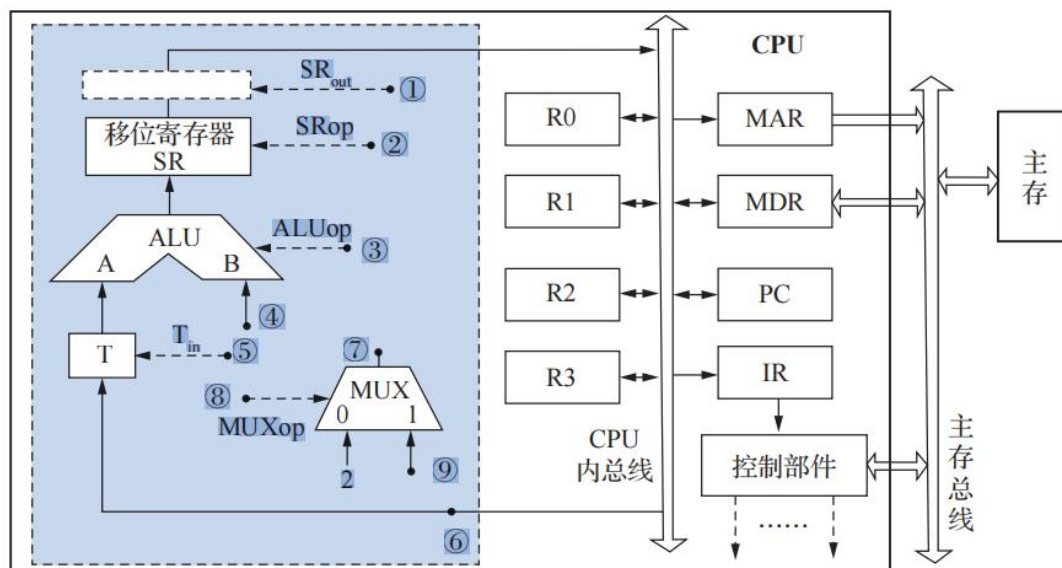 SRout
①
移位寄存器
SR
SRop
②
ALU
A
B
ALUop
③
④
T
Tin
⑤
⑦
⑧
MUXop
MUX
0
1
2
⑨
⑥
CPU
R0
R1
R2
R3
MAR
MDR
PC
IR
CPU
内总线
控制部件
……
主存总线
主存